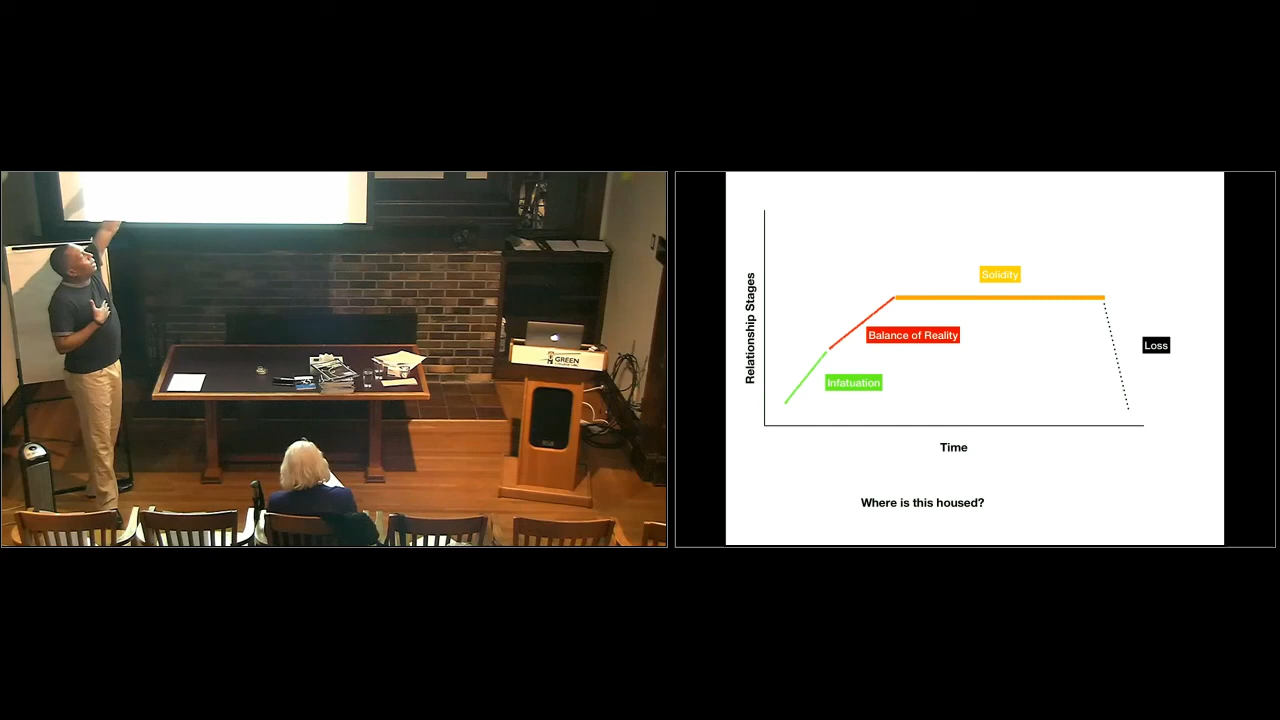 GREEN
Solidity
Balance of Reality
Loss
Infatuation
Relationship Stages
Time
Where is this housed?